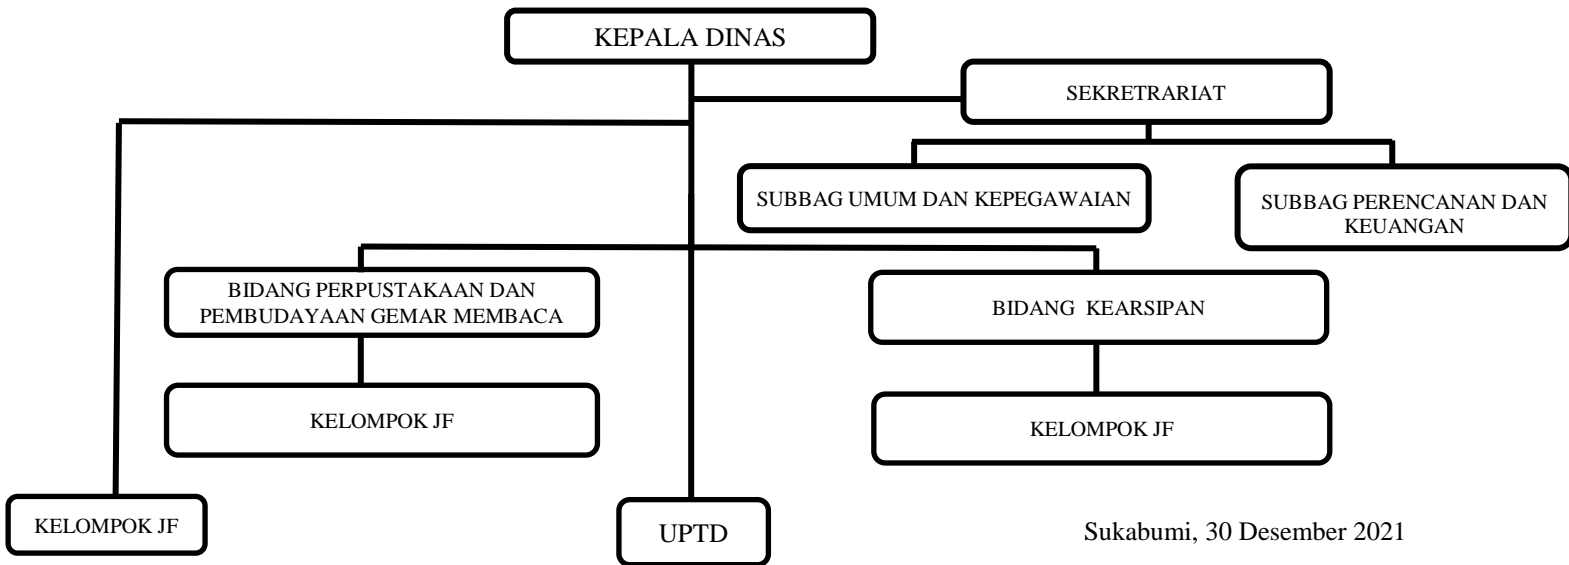 KEPALA DINAS
SEKRETRARIAT
SUBBAG UMUM DAN KEPEGAWAIAN
SUBBAG PERENCANAN DAN
KEUANGAN
BIDANG PERPUSTAKAAN DAN
PEMBUDAYAAN GEMAR MEMBACA
BIDANG KEARSIPAN
KELOMPOK JF
KELOMPOK JF
KELOMPOK JF
UPTD
Sukabumi, 30 Desember 2021